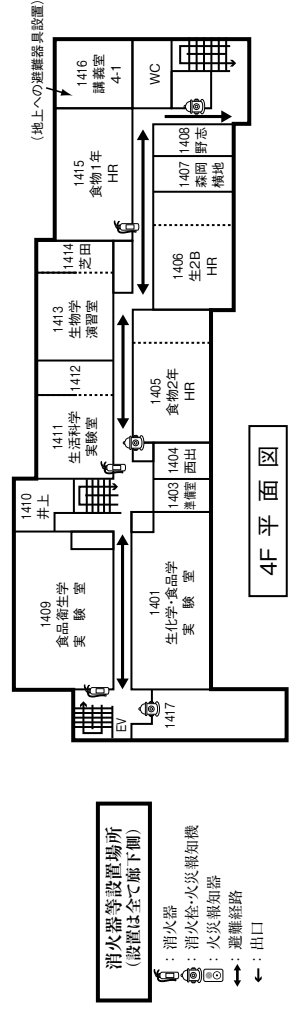 4F 平面図
(地上への避難器具設置)
1409
食品衛生学
実験室
1410
井上
1411
生活科学
実験室
1412
1413
生物学
演習室
1414
芝田
1415
食物1年
HR
1416
講義室
4-1
WC
EV
1417
1401
生化学・食品学
実験室
1403
準備室
1404
西出
1405
食物2年
HR
1406
生2B
HR
1407
森岡
横地
1408
野志
消火器等設置場所
(設置は全て廊下側)
:消火器
:消火栓・火災報知機
:火災報知器
:避難経路
:出口